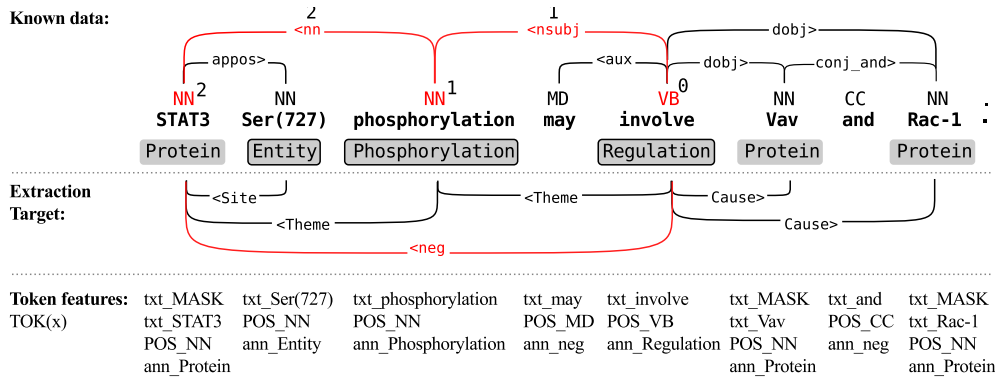 Known data:
2 1
<nn <nsubj dobj>
appos> <aux dobj> conj_and>
NN2 NN NN1 MD VB0 NN CC NN
STAT3 Ser(727) phosphorylation may involve Vav and Rac-1 .
Protein Entity Phosphorylation Regulation Protein Protein
Extraction
Target:
<Site <Theme Cause>
<Theme Cause>
<neg
Token features: txt_MASK txt_Ser(727) txt_phosphorylation txt_may txt_involve txt_MASK txt_and txt_MASK
TOK(x) txt_STAT3 POS_NN POS_NN POS_MD POS_VB txt_Vav POS_CC txt_Rac-1
POS_NN ann_Entity ann_Phosphorylation ann_neg ann_Regulation POS_NN ann_neg POS_NN
ann_Protein ann_Protein ann_Protein